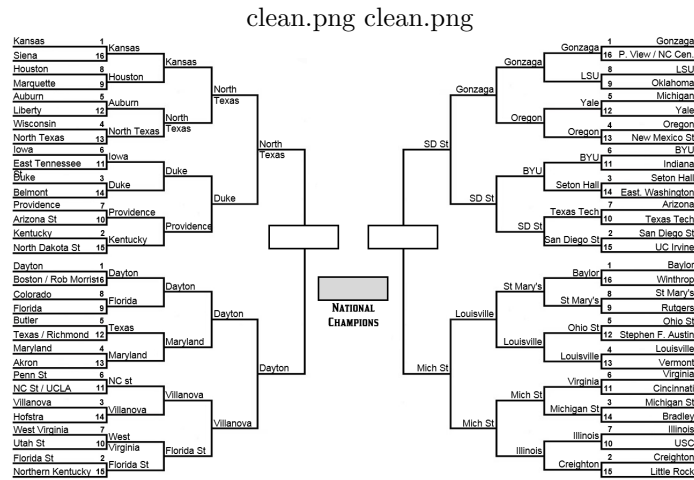 clean.png clean.png
Kansas 1
Siena 16
Kansas
Houston 8
Marquette 9
Houston
Kansas
Auburn 5
Liberty 12
Auburn
Wisconsin 4
North Texas 13
North Texas
North
Texas
North
Texas
Iowa 6
East Tennessee 11
St
Iowa
Duke 3
Belmont 14
Duke
Duke
Providence 7
Arizona St 10
Providence
Kentucky 2
North Dakota St 15
Kentucky
Providence
Duke
North
Texas
Dayton 1
Boston / Rob Morris 16
Dayton
Colorado 8
Florida 9
Florida
Dayton
Butler 5
Texas / Richmond 12
Texas
Maryland 4
Akron 13
Maryland
Maryland
Dayton
Penn St 6
NC St / UCLA 11
NC st
Villanova 3
Hofstra 14
Villanova
Villanova
West Virginia 7
Utah St 10
West
Virginia
Florida St 2
Northern Kentucky 15
Florida St
Florida St
Villanova
Dayton
National
Champions
1 Gonzaga
16 P. View / NC Cen.
Gonzaga
8 LSU
9 Oklahoma
LSU
Gonzaga
5 Michigan
12 Yale
Yale
4 Oregon
13 New Mexico St
Oregon
Oregon
Gonzaga
6 BYU
11 Indiana
BYU
3 Seton Hall
14 East. Washington
Seton Hall
BYU
7 Arizona
10 Texas Tech
Texas Tech
2 San Diego St
15 UC Irvine
San Diego St
SD St
SD St
SD St
1 Baylor
16 Winthrop
Baylor
8 St Mary's
9 Rutgers
St Mary's
St Mary's
5 Ohio St
12 Stephen F. Austin
Ohio St
4 Louisville
13 Vermont
Louisville
Louisville
Louisville
6 Virginia
11 Cincinnati
Virginia
3 Michigan St
14 Bradley
Michigan St
Mich St
7 Illinois
10 USC
Illinois
2 Creighton
15 Little Rock
Creighton
Illinois
Mich St
Mich St